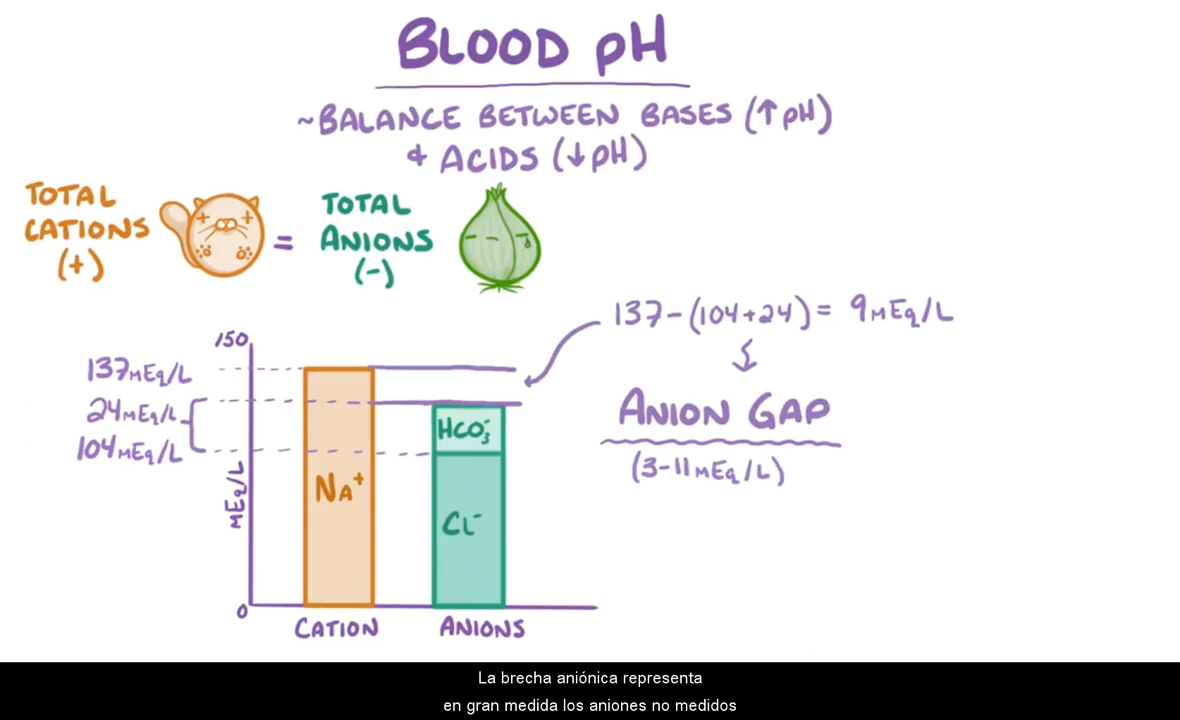 BLOOD pH
~BALANCE BETWEEN BASES (↑pH)
& ACIDS (↓pH)
TOTAL
CATIONS
(+)
=
TOTAL
ANIONS
(-)
137-(104+24)= 9mEq/L
ANION GAP
(3-11mEq/L)
150
137mEq/L
24mEq/L
104mEq/L
mEq/L
0
Na⁺
HCO₃⁻
Cl⁻
CATION
ANIONS
La brecha aniónica representa
en gran medida los aniones no medidos